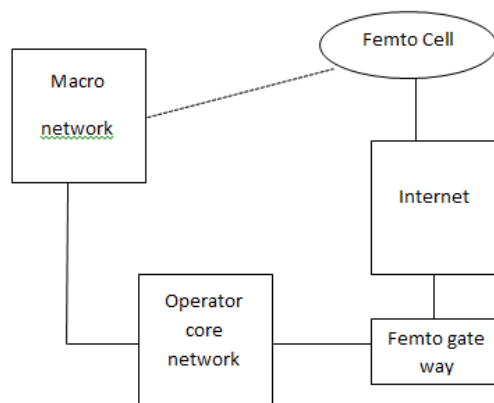 Femto Cell
Macro
network
Internet
Operator
core
network
Femto gate
way